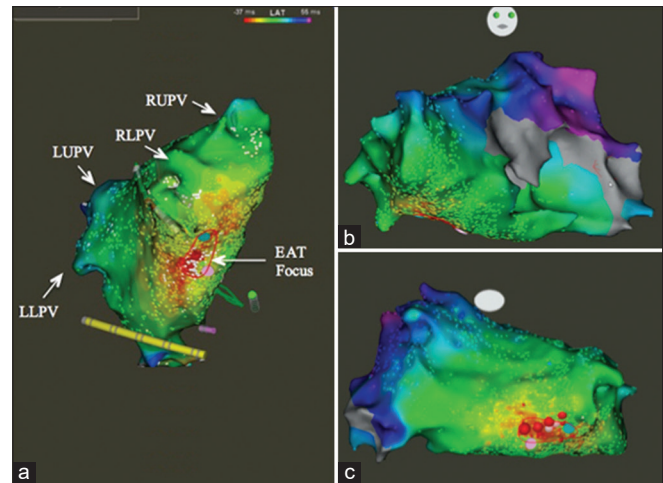 -37 ms LAT 55 ms
RUPV
RLPV
LUPV
EAT
Focus
LLPV
a
b
c